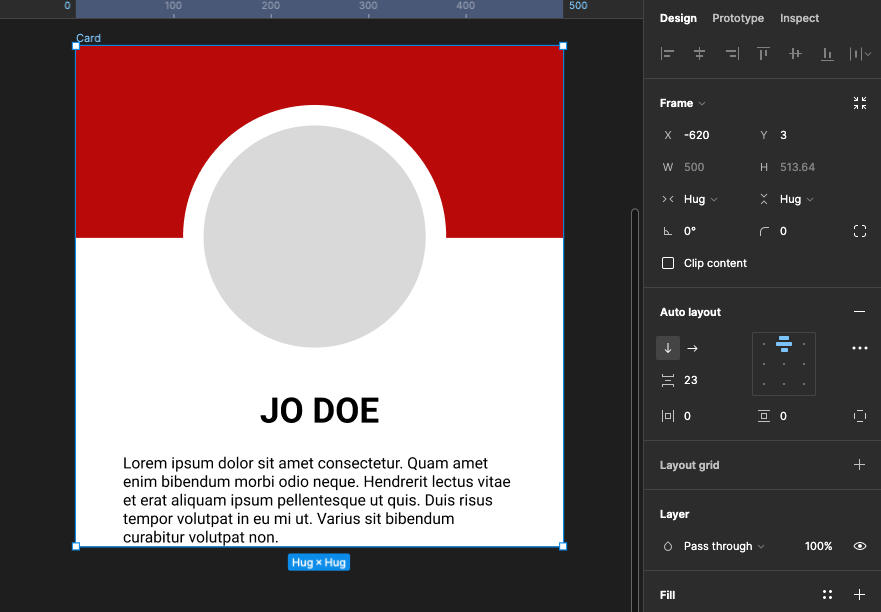 0 100 200 300 400 500
Design Prototype Inspect
Card
Frame
X -620 Y 3
W 500 H 513.64
Hug Hug
0° 0
Clip content
Auto layout
23
0 0
JO DOE
Lorem ipsum dolor sit amet consectetur. Quam amet
enim bibendum morbi odio neque. Hendrerit lectus vitae
et erat aliquam ipsum pellentesque ut quis. Duis risus
tempor volutpat in eu mi ut. Varius sit bibendum
curabitur volutpat non.
Hug × Hug
Layout grid
Layer
Pass through 100%
Fill